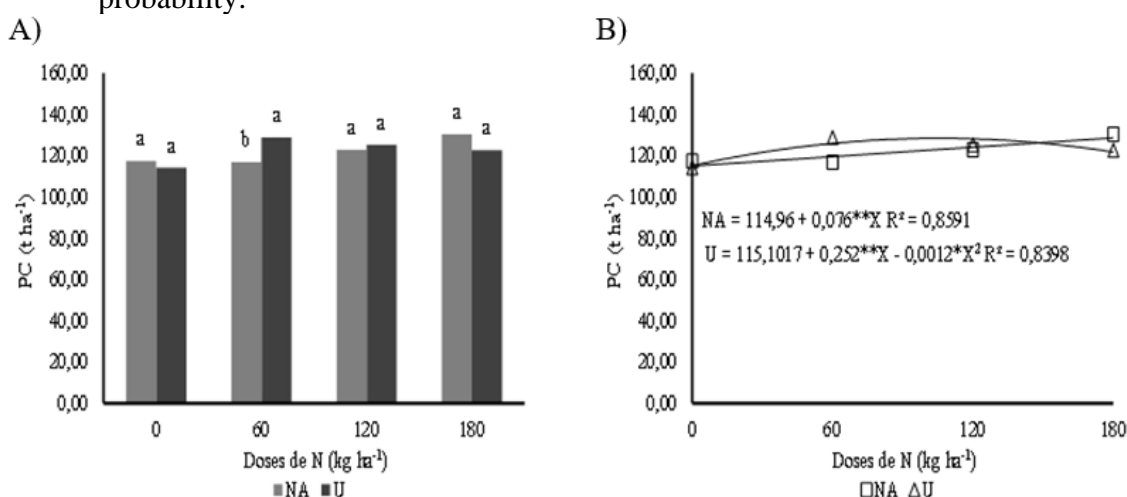 probability.
A)
B)
160,00
140,00
120,00
100,00
80,00
60,00
40,00
20,00
0,00
PC (t ha⁻¹)
a a b a a a a a
0 60 120 180
Doses de N (kg ha⁻¹)
■NA ■U
160,00
140,00
120,00
100,00
80,00
60,00
40,00
20,00
0,00
PC (t ha⁻¹)
NA = 114,96 + 0,076**X R² = 0,8591
U = 115,1017 + 0,252**X - 0,0012*X² R² = 0,8398
0 60 120 180
Doses de N (kg ha⁻¹)
□NA △U